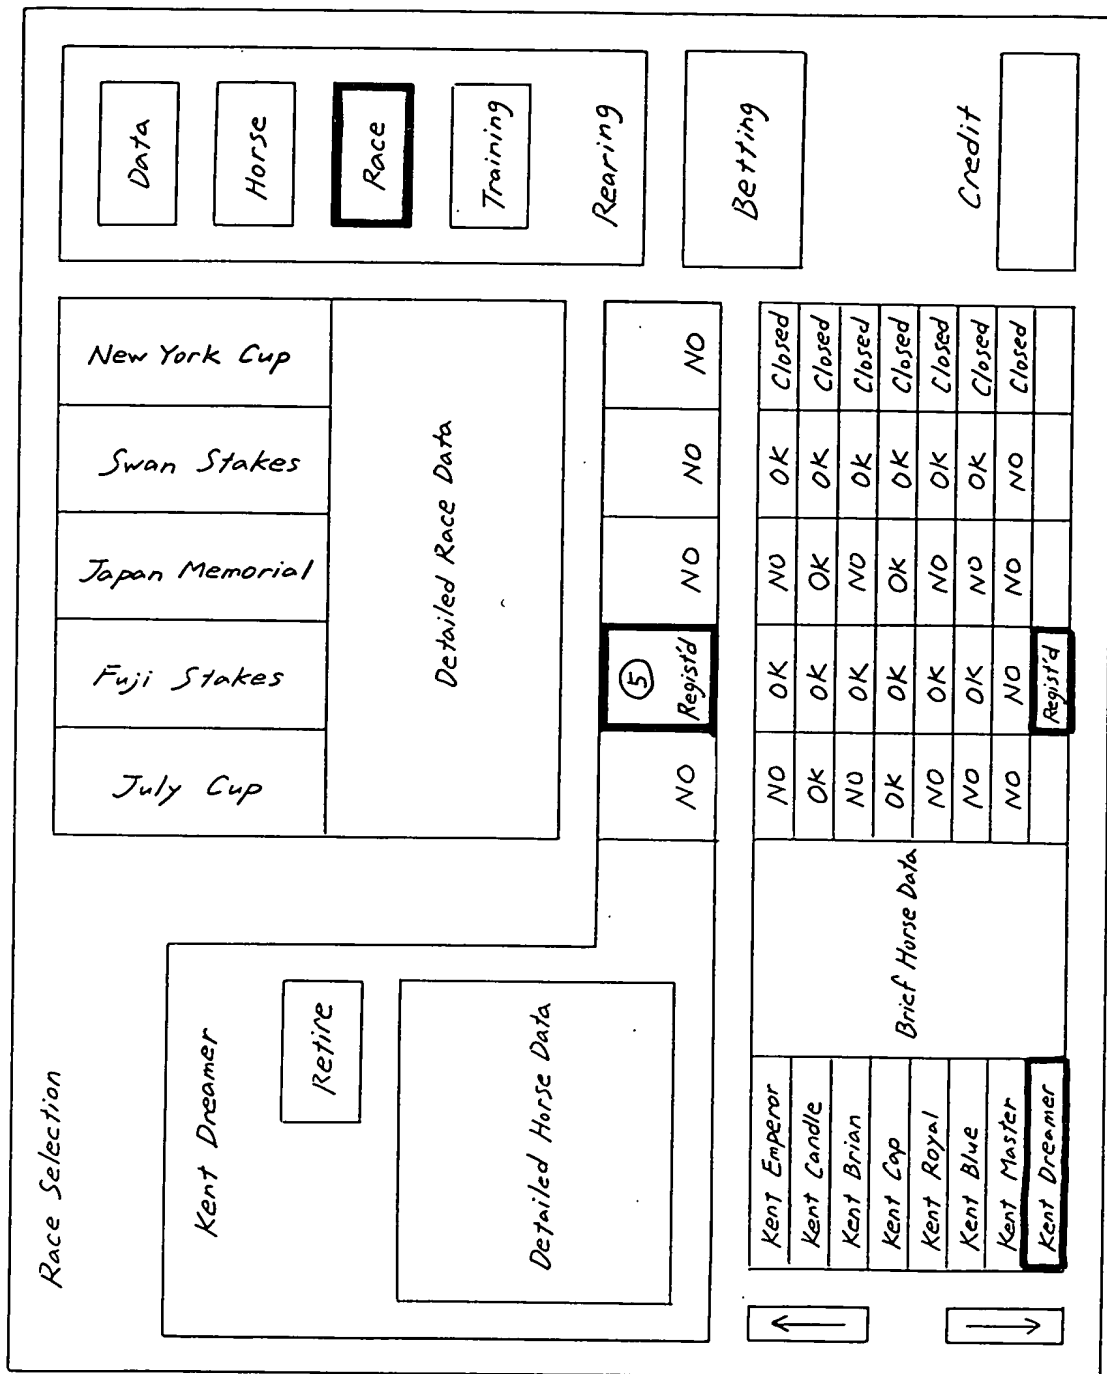 Race Selection
July Cup Fuji Stakes Japan Memorial Swan Stakes New York Cup
Data
Horse
Race
Training
Rearing
Kent Dreamer
Retire
Detailed Race Data
Detailed Horse Data
⑤
NO Regist'd NO NO NO
Betting
Kent Emperor NO OK NO OK Closed
Kent Candle OK OK OK OK Closed
Kent Brian NO OK NO OK Closed
Kent Cap OK OK OK OK Closed
Kent Royal NO OK NO OK Closed
Kent Blue NO OK NO OK Closed
Kent Master NO NO NO NO Closed
Kent Dreamer Regist'd
Brief Horse Data
Credit